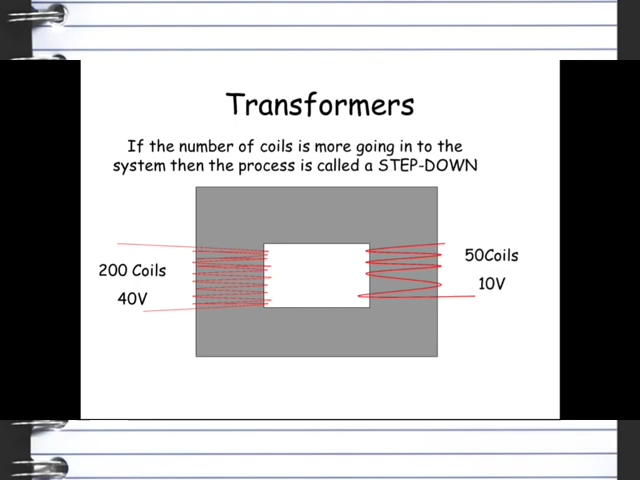 Transformers
If the number of coils is more going in to the
system then the process is called a STEP-DOWN
200 Coils
40V
50Coils
10V